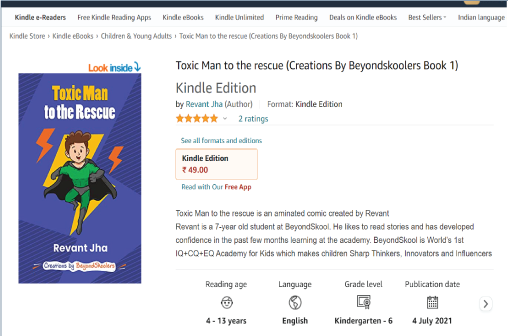 Kindle e-Readers Free Kindle Reading Apps Kindle eBooks Kindle Unlimited Prime Reading Deals on Kindle eBooks Best Sellers Indian language
Kindle Store › Kindle eBooks › Children & Young Adults › Toxic Man to the rescue (Creations By Beyondskoolers Book 1)
Look inside
Toxic Man
to the Rescue
Revant Jha
Creations by BeyondSkoolers
Toxic Man to the rescue (Creations By Beyondskoolers Book 1)
Kindle Edition
by Revant Jha (Author) Format: Kindle Edition
2 ratings
See all formats and editions
Kindle Edition
₹ 49.00
Read with Our Free App
Toxic Man to the rescue is an aminated comic created by Revant
Revant is a 7-year old student at BeyondSkool. He likes to read stories and has developed
confidence in the past few months learning at the academy. BeyondSkool is World's 1st
IQ+CQ+EQ Academy for Kids which makes children Sharp Thinkers, Innovators and Influencers
Reading age Language Grade level Publication date
4 - 13 years English Kindergarten - 6 4 July 2021